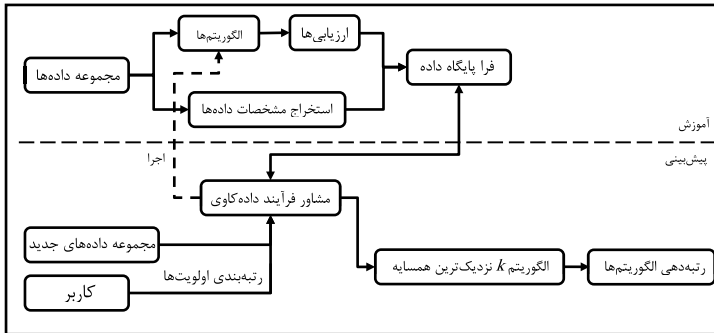 الگوریتم‌ها
ارزیابی‌ها
مجموعه داده‌ها
فرا پایگاه داده
استخراج مشخصات داده‌ها
آموزش
پیش‌بینی
اجرا
مشاور فرآیند داده‌کاوی
مجموعه داده‌های جدید
رتبه‌بندی اولویت‌ها
کاربر
الگوریتم k نزدیک‌ترین همسایه
رتبه‌دهی الگوریتم‌ها